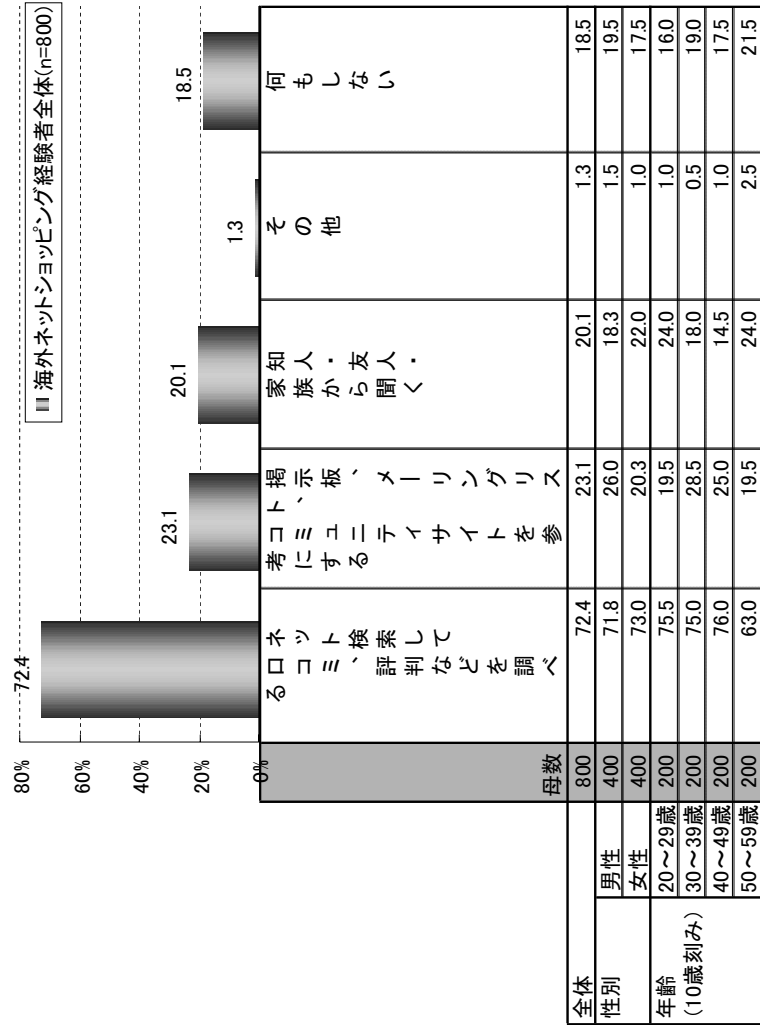 海外ネットショッピング経験者全体(n=800)
80%
60%
40%
20%
0%
72.4
23.1
20.1
1.3
18.5
母数
ネット検索して
口コミ、評判などを調べ
る
掲示板、メーリングリス
ト、
コミュニティサイトを参
考にする
知人・友人・
家族から聞く
その他
何もしない
全体 800 72.4 23.1 20.1 1.3 18.5
性別 男性 400 71.8 26.0 18.3 1.5 19.5
女性 400 73.0 20.3 22.0 1.0 17.5
年齢 20～29歳 200 75.5 19.5 24.0 1.0 16.0
(10歳刻み) 30～39歳 200 75.0 28.5 18.0 0.5 19.0
40～49歳 200 76.0 25.0 14.5 1.0 17.5
50～59歳 200 63.0 19.5 24.0 2.5 21.5